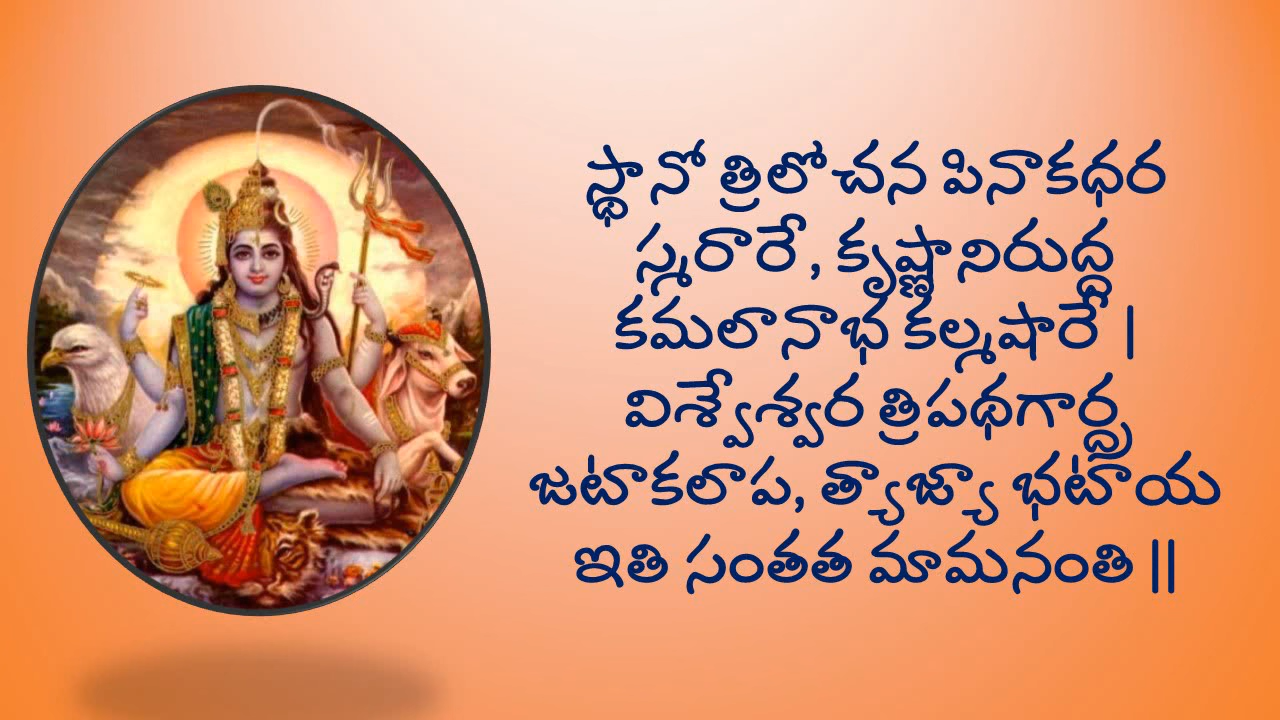 స్థానో త్రిలోచన పినాకధర
స్మరారే, కృష్ణానిరుద్ధ
కమలానాభ కల్మషారే |
విశ్వేశ్వర త్రిపథగార్ద్ర
జటాకలాప, త్యాజ్యా భటాయ
ఇతి సంతత మామనంతి ||